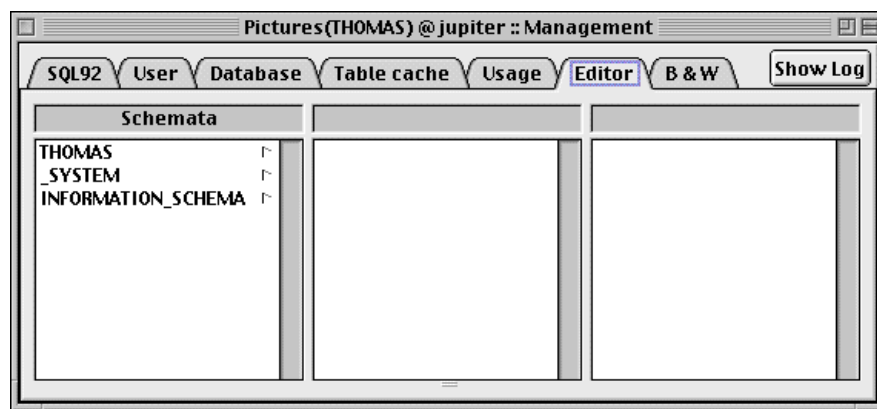 Pictures(THOMAS) @ jupiter :: Management
SQL92 User Database Table cache Usage Editor B & W Show Log
Schemata
THOMAS
_SYSTEM
INFORMATION_SCHEMA